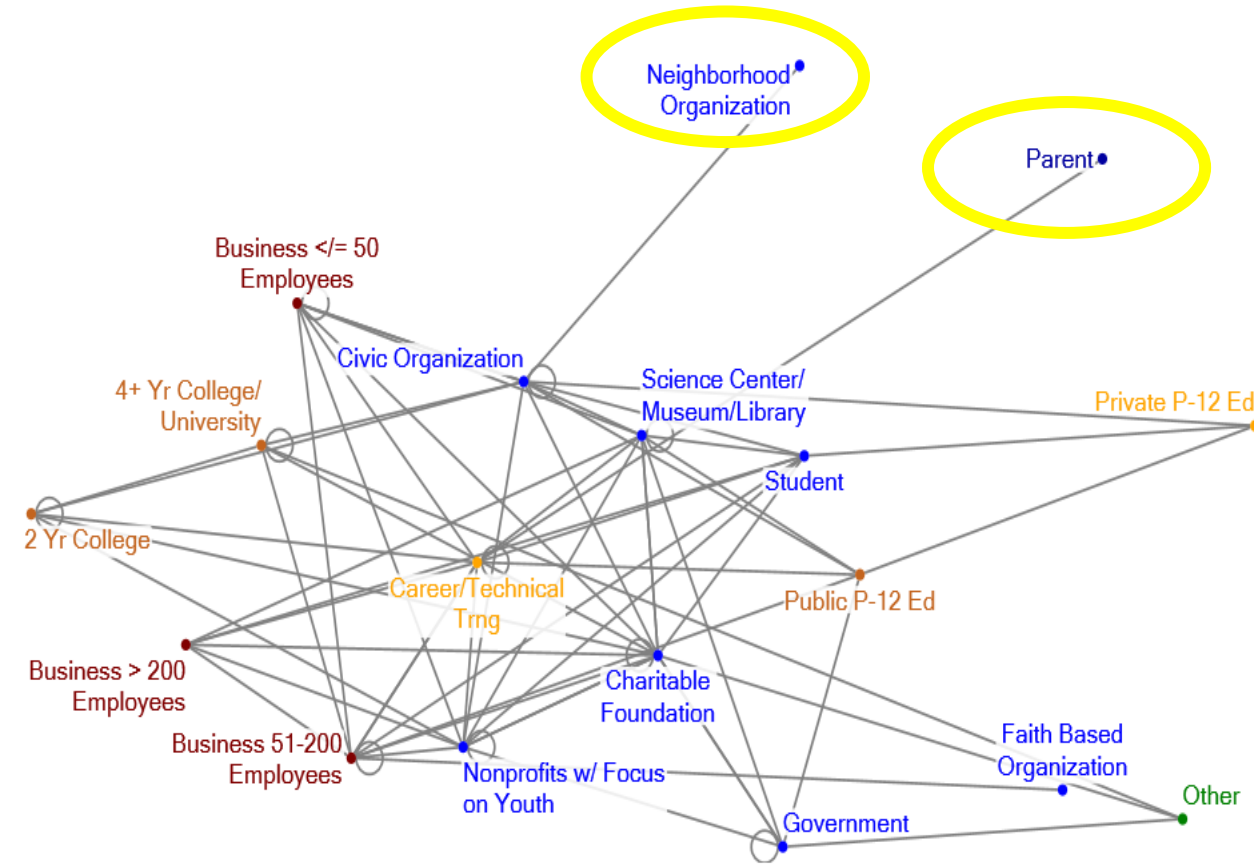 Neighborhood
Organization
Parent
Business </= 50
Employees
Civic Organization
Science Center/
Museum/Library
4+ Yr College/
University
Private P-12 Ed
Student
2 Yr College
Career/Technical
Trng
Public P-12 Ed
Business > 200
Employees
Charitable
Foundation
Business 51-200
Employees
Nonprofits w/ Focus
on Youth
Faith Based
Organization
Other
Government